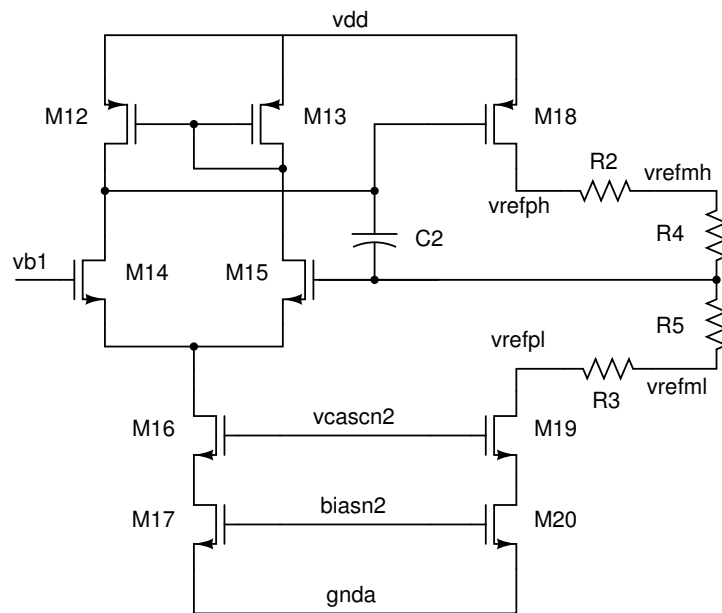 vdd
M12
M13
M18
R2
vrefmh
vrefph
R4
C2
vb1
M14
M15
R5
vrefpl
R3
vrefml
M16
vcascn2
M19
M17
biasn2
M20
gnda